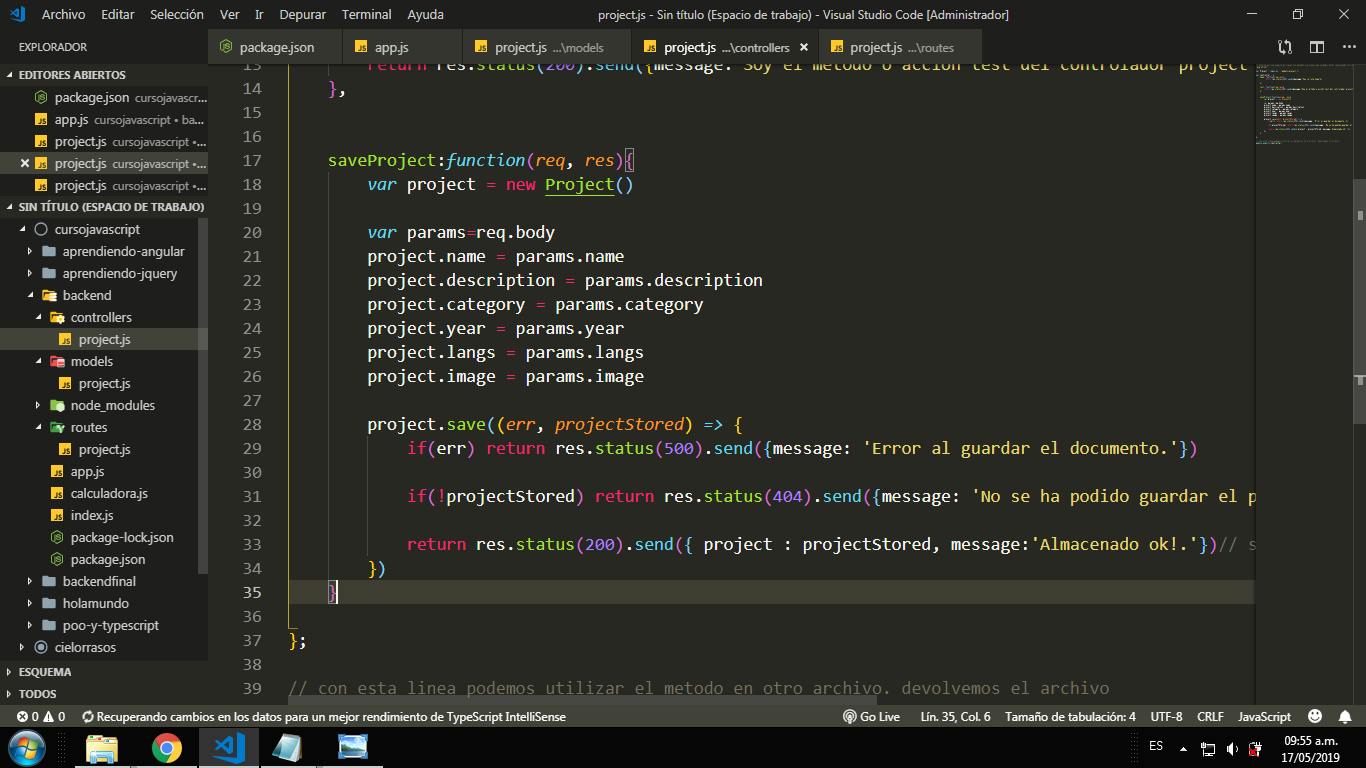 Archivo Editar Selección Ver Ir Depurar Terminal Ayuda project.js - Sin título (Espacio de trabajo) - Visual Studio Code [Administrador]
EXPLORADOR
package.json
app.js
project.js ...\models
project.js ...\controllers
project.js ...\routes
EDITORES ABIERTOS
package.json cursojavascr...
app.js cursojavascript • ba...
project.js cursojavascript •...
project.js cursojavascript •...
project.js cursojavascript •...
SIN TÍTULO (ESPACIO DE TRABAJO)
cursojavascript
aprendiendo-angular
aprendiendo-jquery
backend
controllers
project.js
models
project.js
node_modules
routes
project.js
app.js
calculadora.js
index.js
package-lock.json
package.json
backendfinal
holamundo
poo-y-typescript
cielorrasos
ESQUEMA
TODOS
13 return res.status(200).send({message: Soy el metodo o accion test del controlador project
14 },
15
16
17 saveProject:function(req, res){
18 var project = new Project()
19
20 var params=req.body
21 project.name = params.name
22 project.description = params.description
23 project.category = params.category
24 project.year = params.year
25 project.langs = params.langs
26 project.image = params.image
27
28 project.save((err, projectStored) => {
29 if(err) return res.status(500).send({message: 'Error al guardar el documento.'})
30
31 if(!projectStored) return res.status(404).send({message: 'No se ha podido guardar el p
32
33 return res.status(200).send({ project : projectStored, message:'Almacenado ok!.'})// s
34 })
35 }
36
37 };
38
39 // con esta linea podemos utilizar el metodo en otro archivo. devolvemos el archivo
0 0 Recuperando cambios en los datos para un mejor rendimiento de TypeScript IntelliSense Go Live Lín. 35, Col. 6 Tamaño de tabulación: 4 UTF-8 CRLF JavaScript
ES
09:55 a.m.
17/05/2019